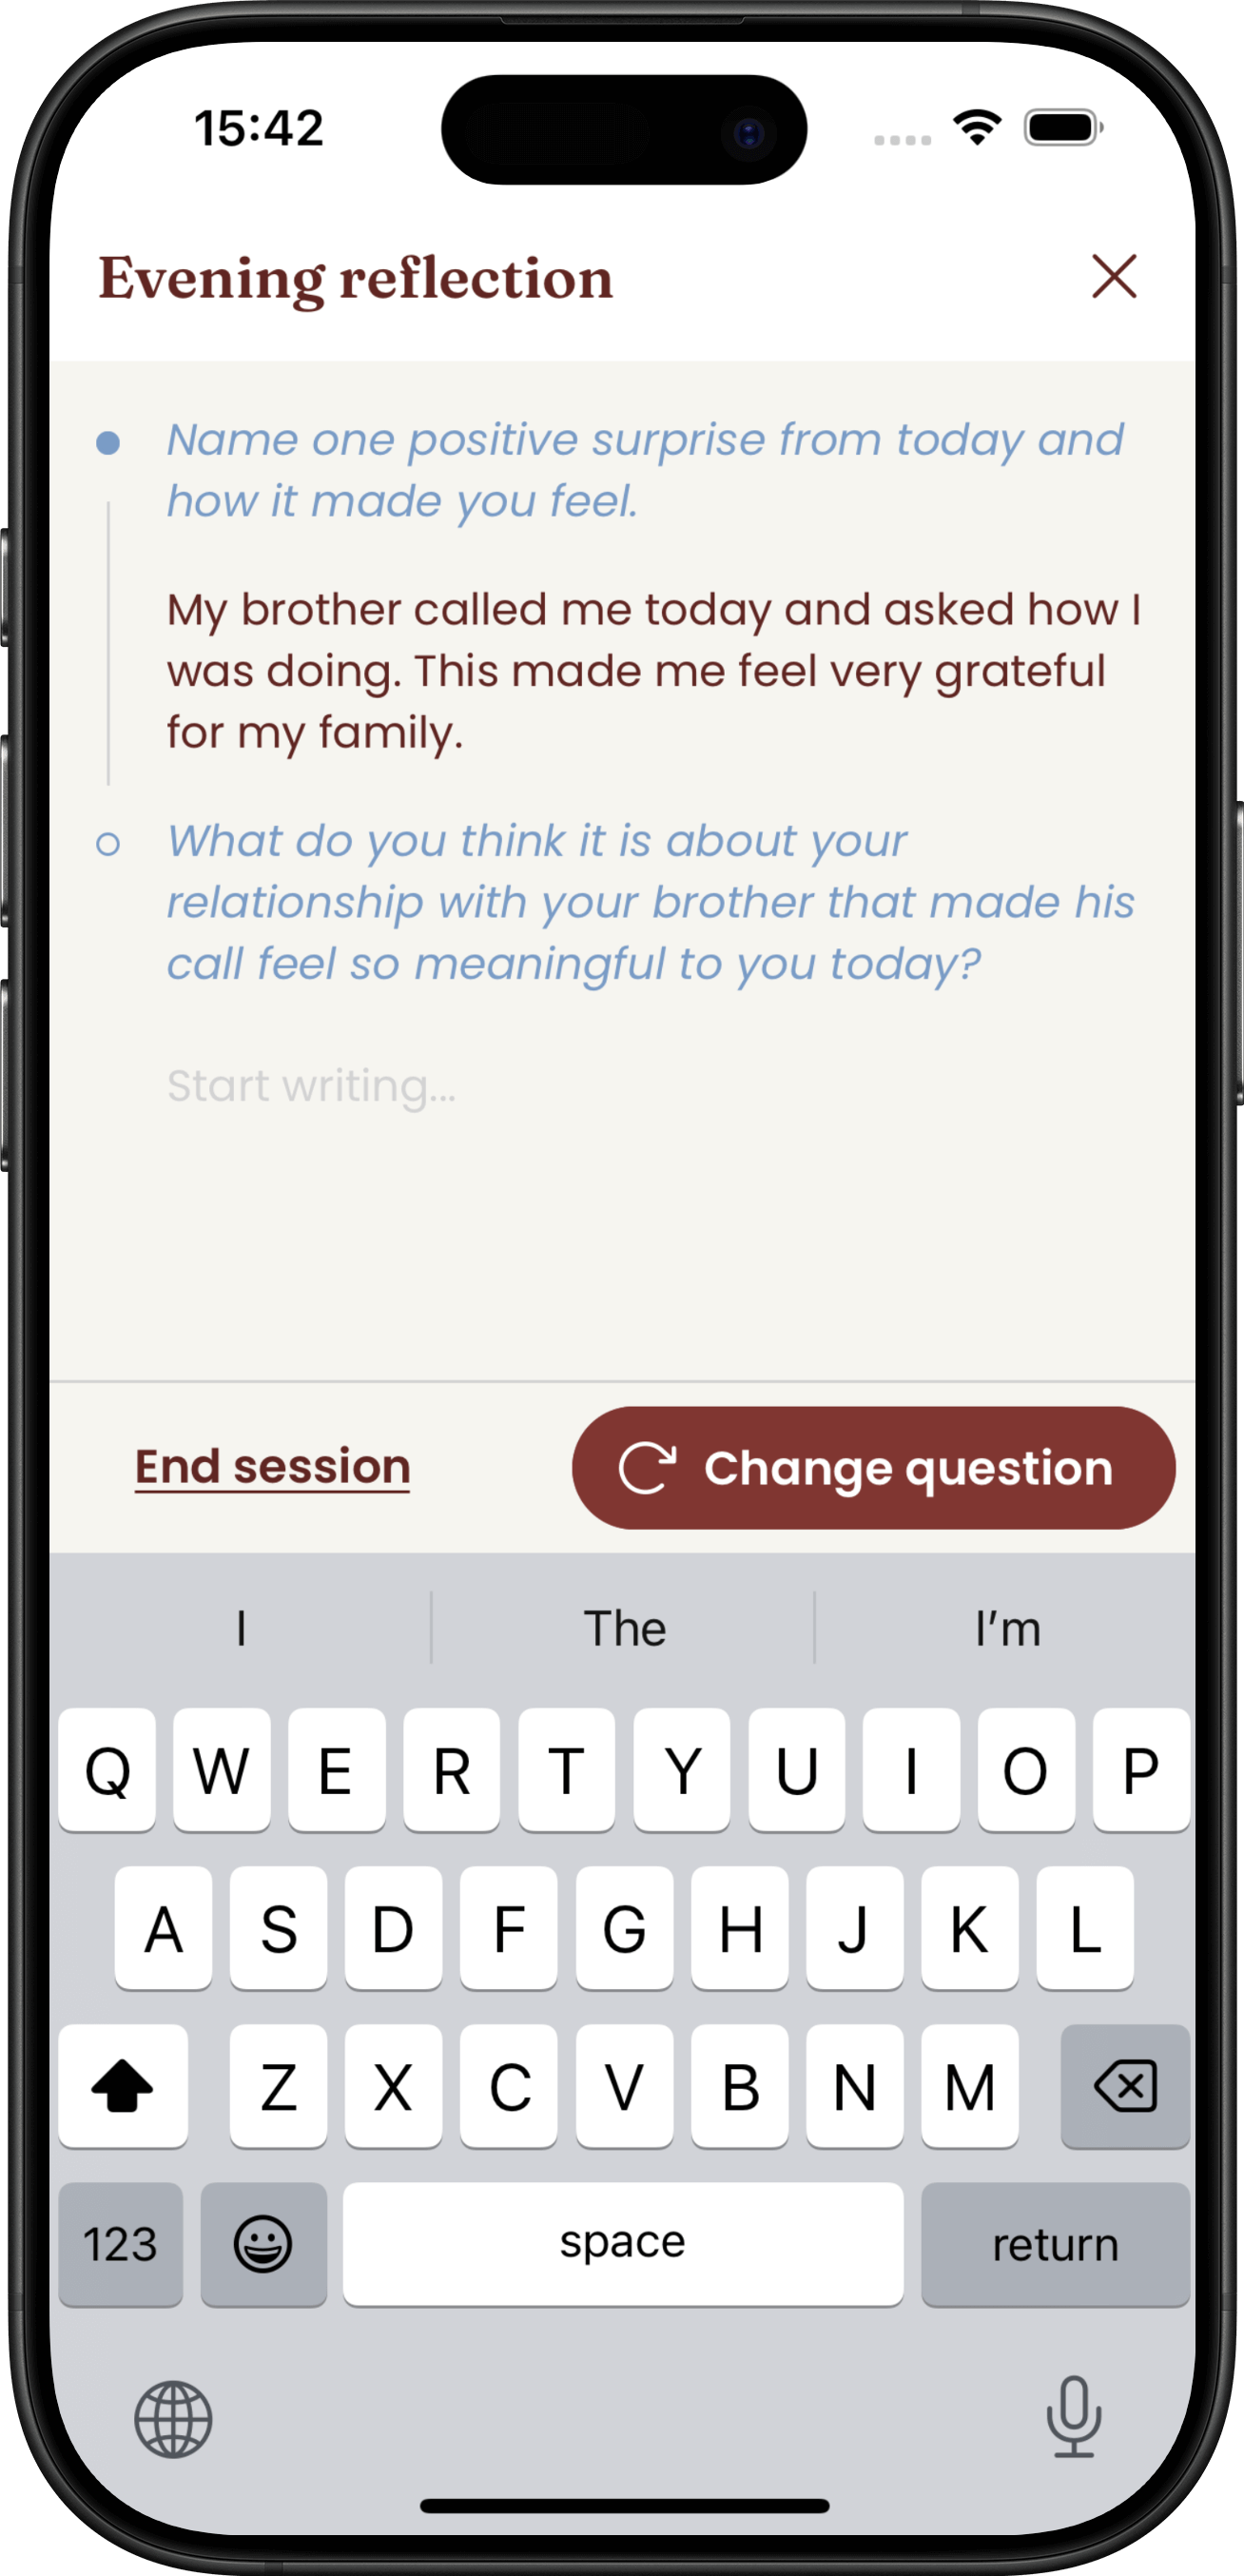 15:42
Evening reflection
Name one positive surprise from today and
how it made you feel.
My brother called me today and asked how I
was doing. This made me feel very grateful
for my family.
What do you think it is about your
relationship with your brother that made his
call feel so meaningful to you today?
Start writing...
End session
Change question
I The I'm
Q W E R T Y U I O P
A S D F G H J K L
Z X C V B N M
123 space return